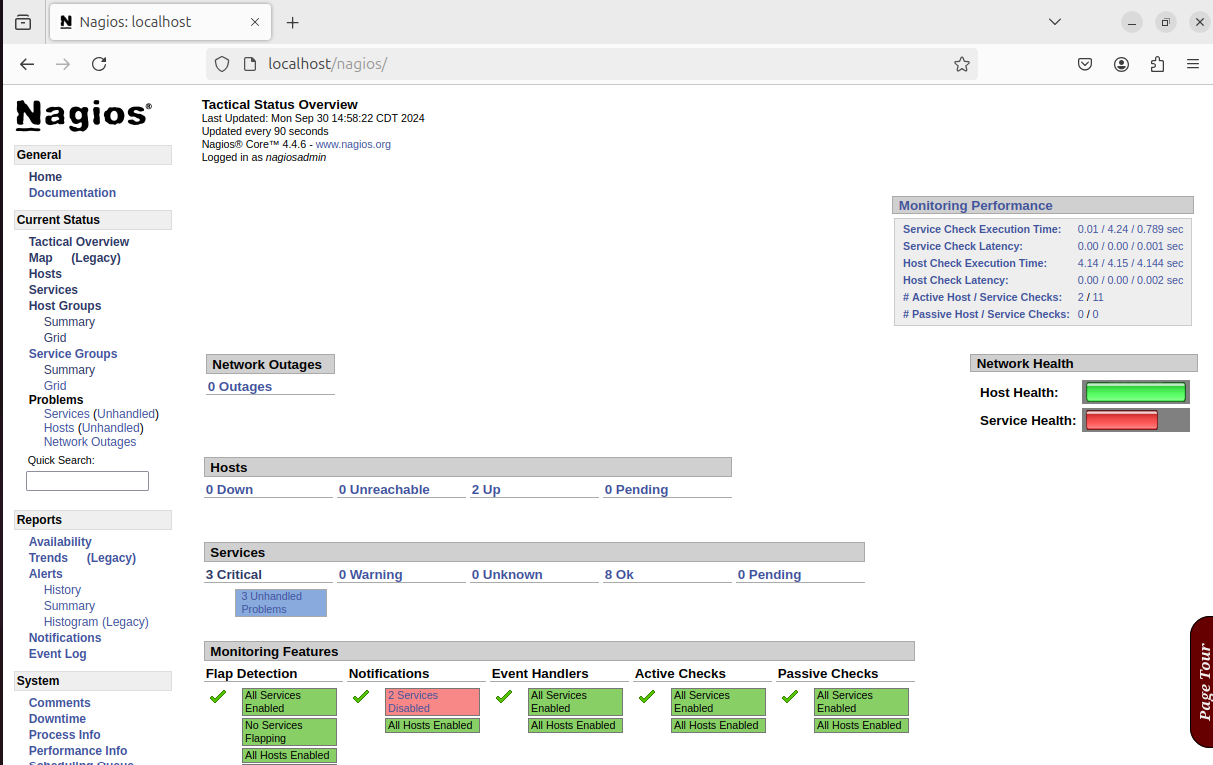 Nagios: localhost
localhost/nagios/
Nagios®
General
Home
Documentation
Current Status
Tactical Overview
Map (Legacy)
Hosts
Services
Host Groups
Summary
Grid
Service Groups
Summary
Grid
Problems
Services (Unhandled)
Hosts (Unhandled)
Network Outages
Quick Search:
Reports
Availability
Trends (Legacy)
Alerts
History
Summary
Histogram (Legacy)
Notifications
Event Log
System
Comments
Downtime
Process Info
Performance Info
Scheduling Queue
Tactical Status Overview
Last Updated: Mon Sep 30 14:58:22 CDT 2024
Updated every 90 seconds
Nagios® Core™ 4.4.6 - www.nagios.org
Logged in as nagiosadmin
Monitoring Performance
Service Check Execution Time: 0.01 / 4.24 / 0.789 sec
Service Check Latency: 0.00 / 0.00 / 0.001 sec
Host Check Execution Time: 4.14 / 4.15 / 4.144 sec
Host Check Latency: 0.00 / 0.00 / 0.002 sec
# Active Host / Service Checks: 2 / 11
# Passive Host / Service Checks: 0 / 0
Network Outages
0 Outages
Network Health
Host Health:
Service Health:
Hosts
0 Down 0 Unreachable 2 Up 0 Pending
Services
3 Critical 0 Warning 0 Unknown 8 Ok 0 Pending
3 Unhandled
Problems
Monitoring Features
Flap Detection Notifications Event Handlers Active Checks Passive Checks
All Services
Enabled
No Services
Flapping
All Hosts Enabled
2 Services
Disabled
All Hosts Enabled
All Services
Enabled
All Hosts Enabled
All Services
Enabled
All Hosts Enabled
All Services
Enabled
All Hosts Enabled
Page Tour